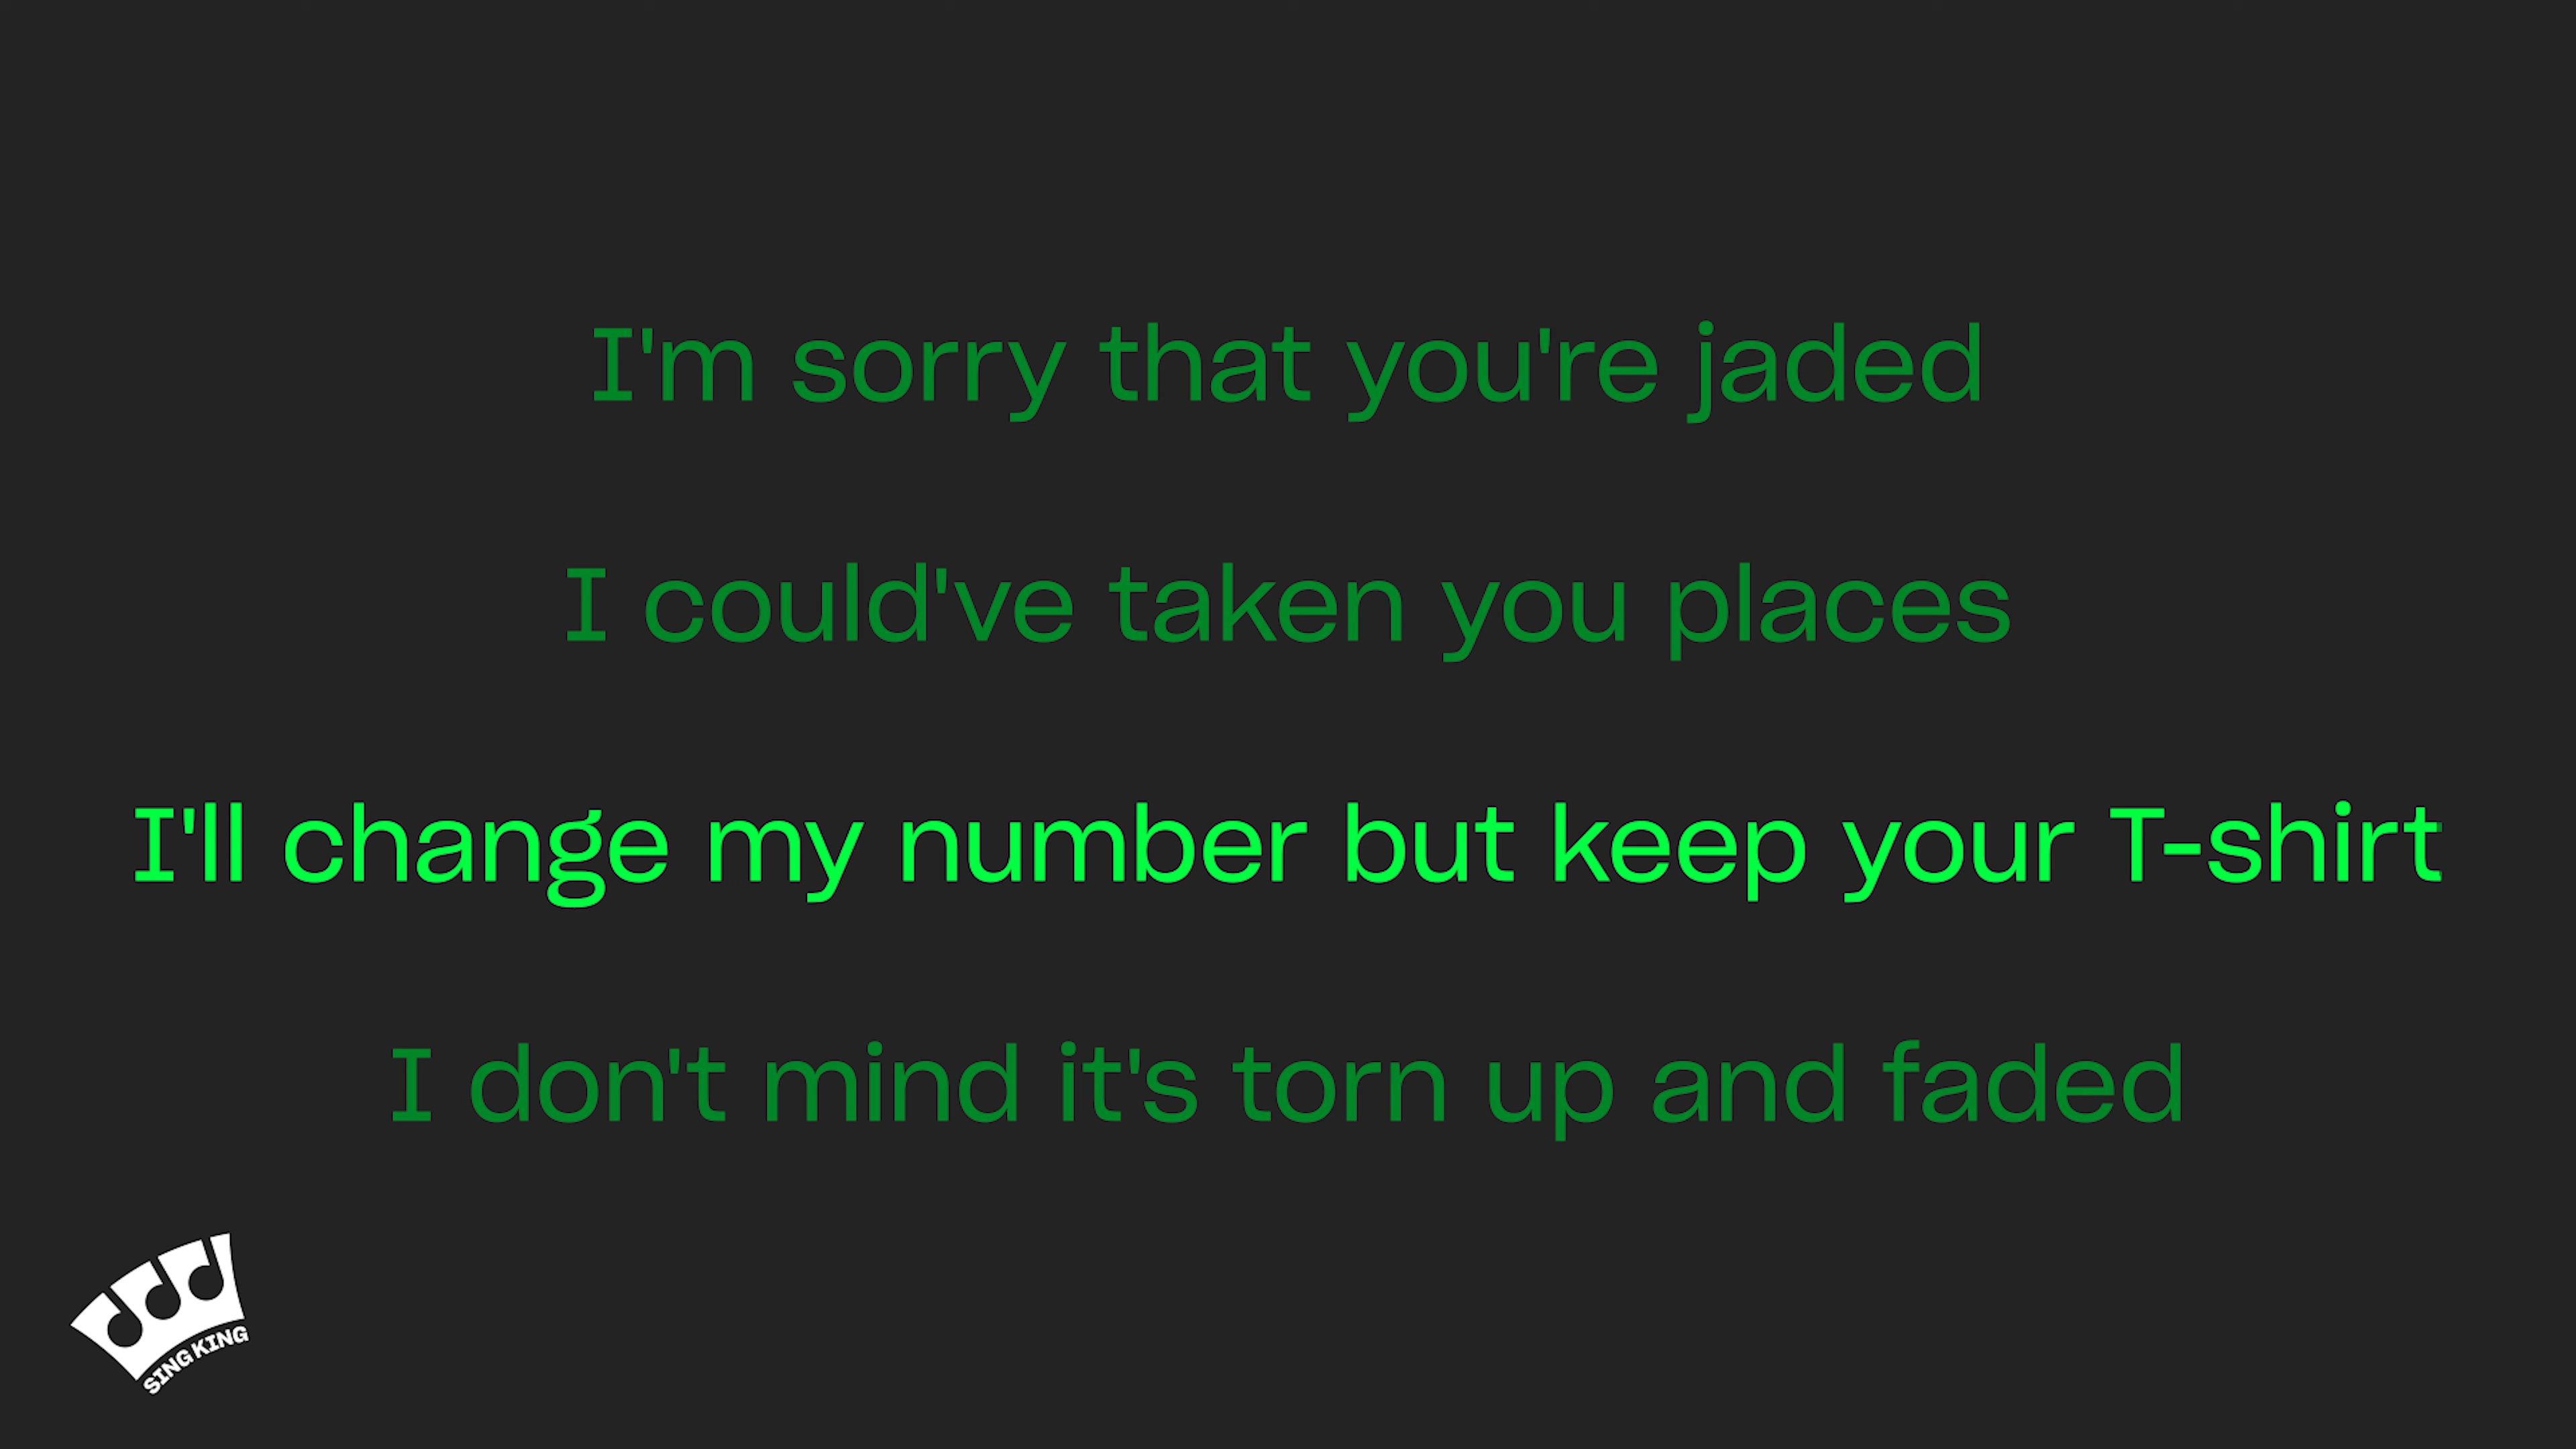 I'm sorry that you're jaded
I could've taken you places
I'll change my number but keep your T-shirt
I don't mind it's torn up and faded
SING KING